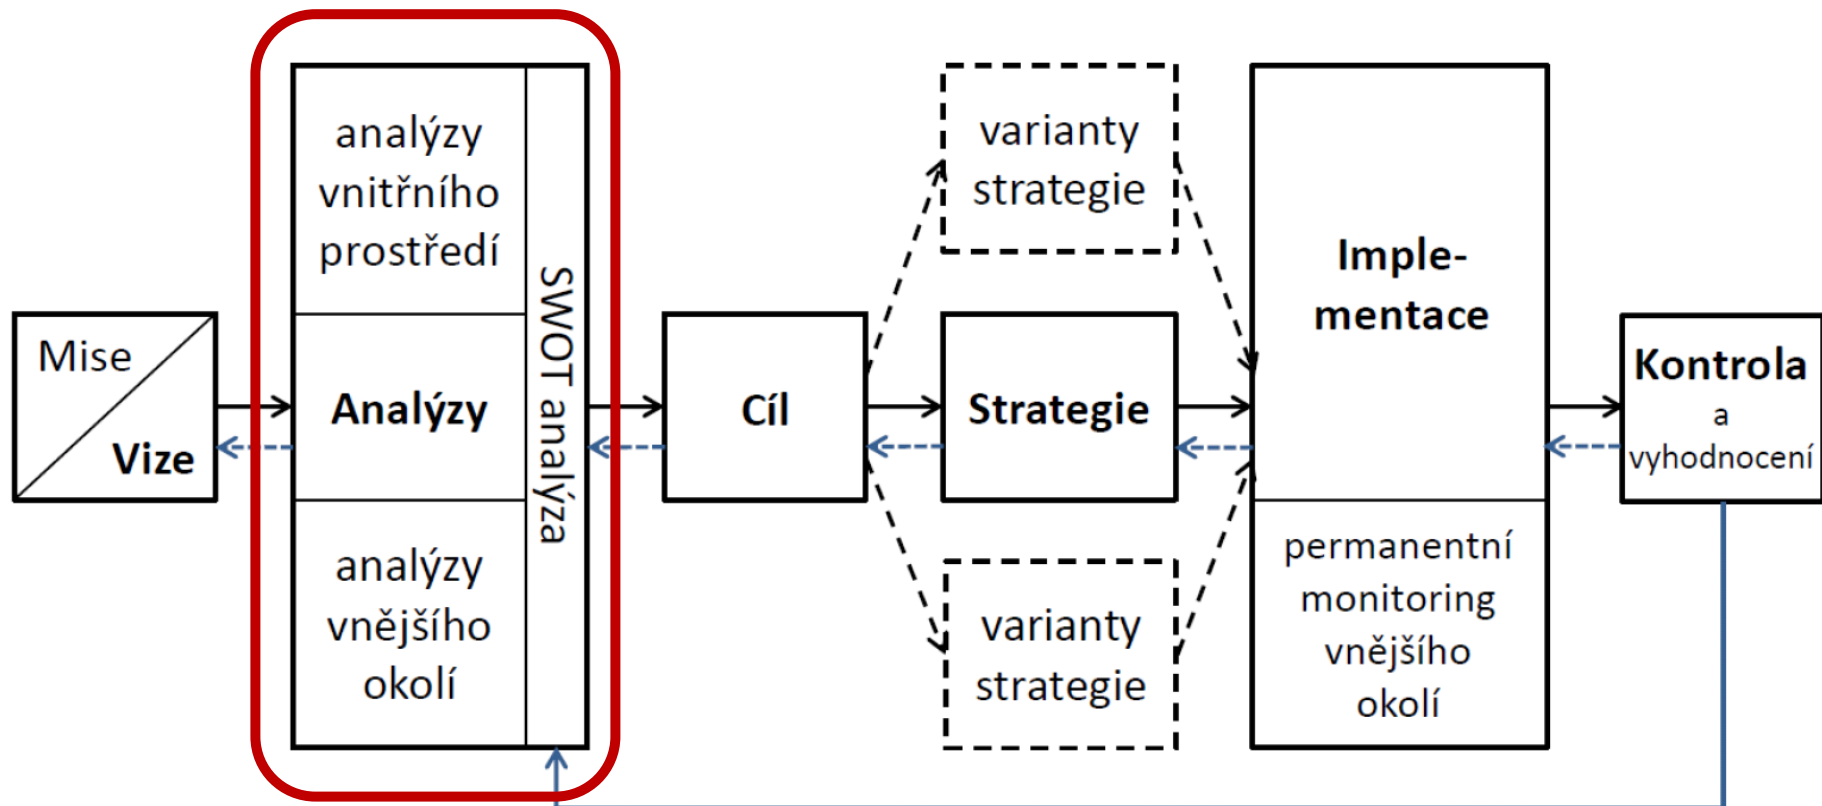 Mise
Vize
analýzy
vnitřního
prostředí
Analýzy
analýzy
vnějšího
okolí
SWOT analýza
Cíl
varianty
strategie
Strategie
varianty
strategie
Imple-
mentace
permanentní
monitoring
vnějšího
okolí
Kontrola
a
vyhodnocení